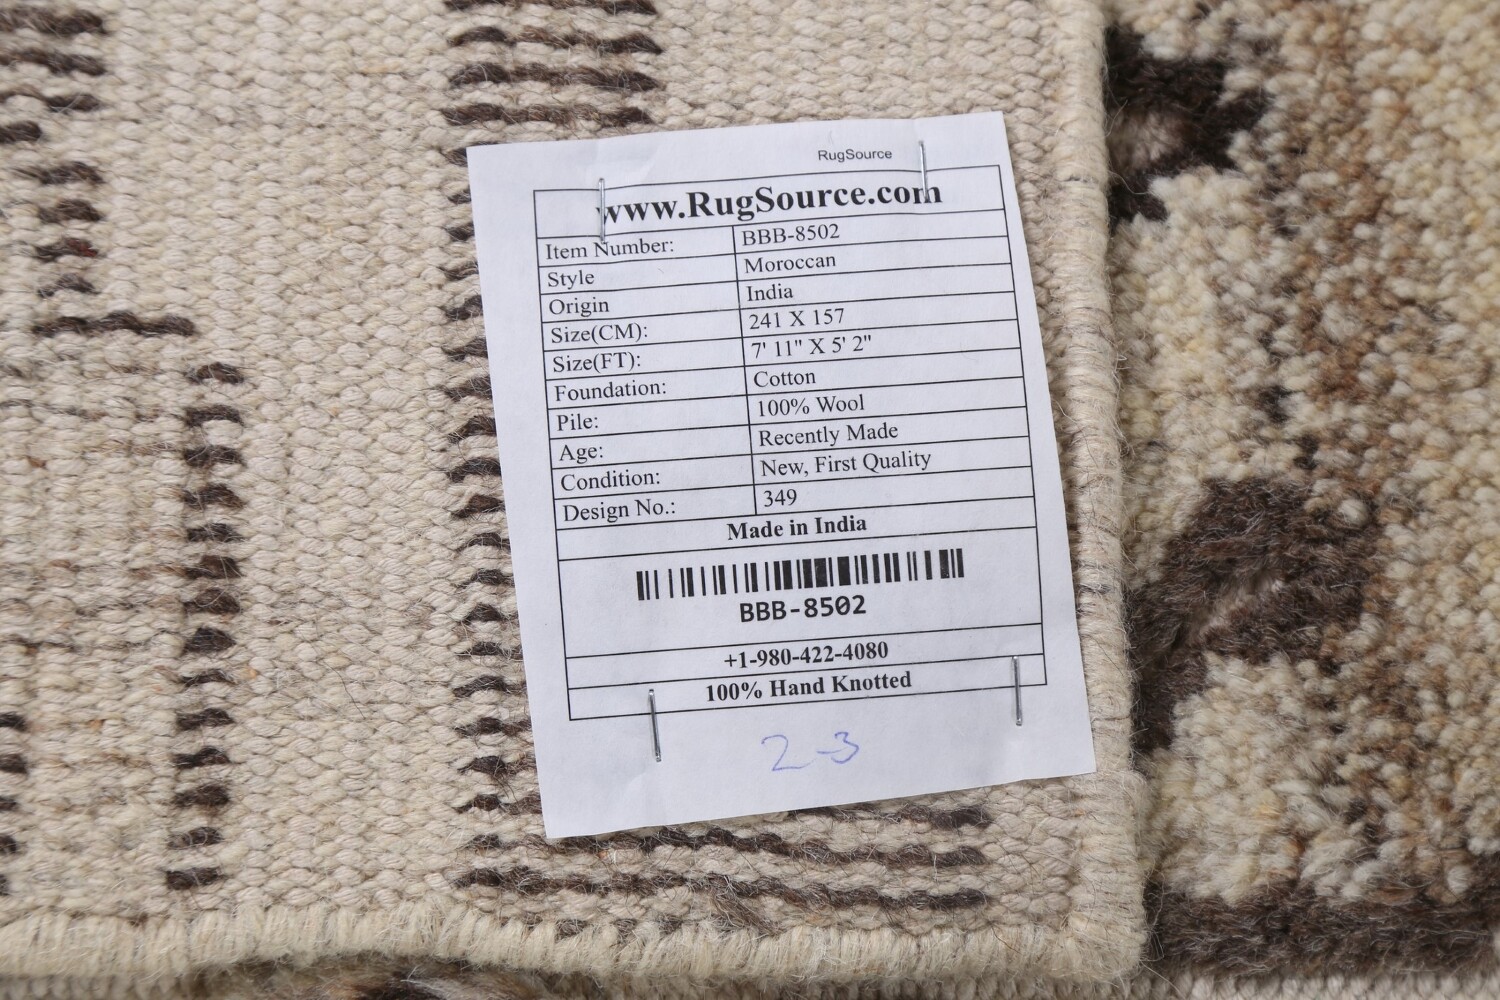 RugSource
www.RugSource.com
Item Number: BBB-8502
Style Moroccan
Origin India
Size(CM): 241 X 157
Size(FT): 7' 11" X 5' 2"
Foundation: Cotton
Pile: 100% Wool
Age: Recently Made
Condition: New, First Quality
Design No.: 349
Made in India
BBB-8502
+1-980-422-4080
100% Hand Knotted
2-3